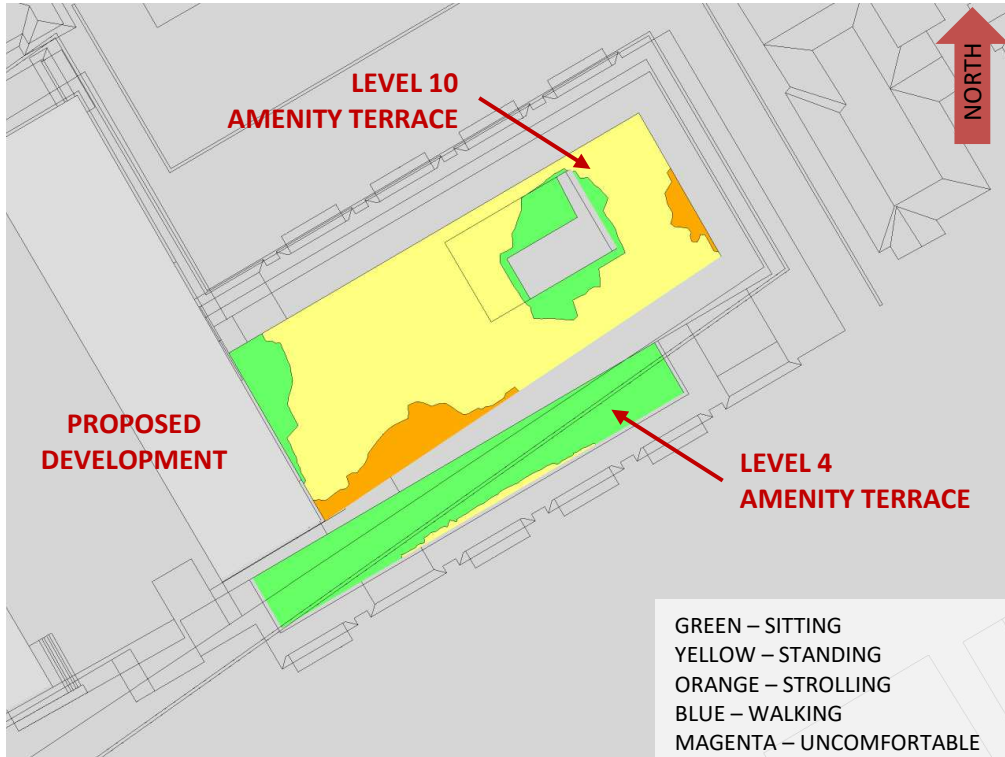 NORTH
LEVEL 10
AMENITY TERRACE
PROPOSED
DEVELOPMENT
LEVEL 4
AMENITY TERRACE
GREEN – SITTING
YELLOW – STANDING
ORANGE – STROLLING
BLUE – WALKING
MAGENTA – UNCOMFORTABLE